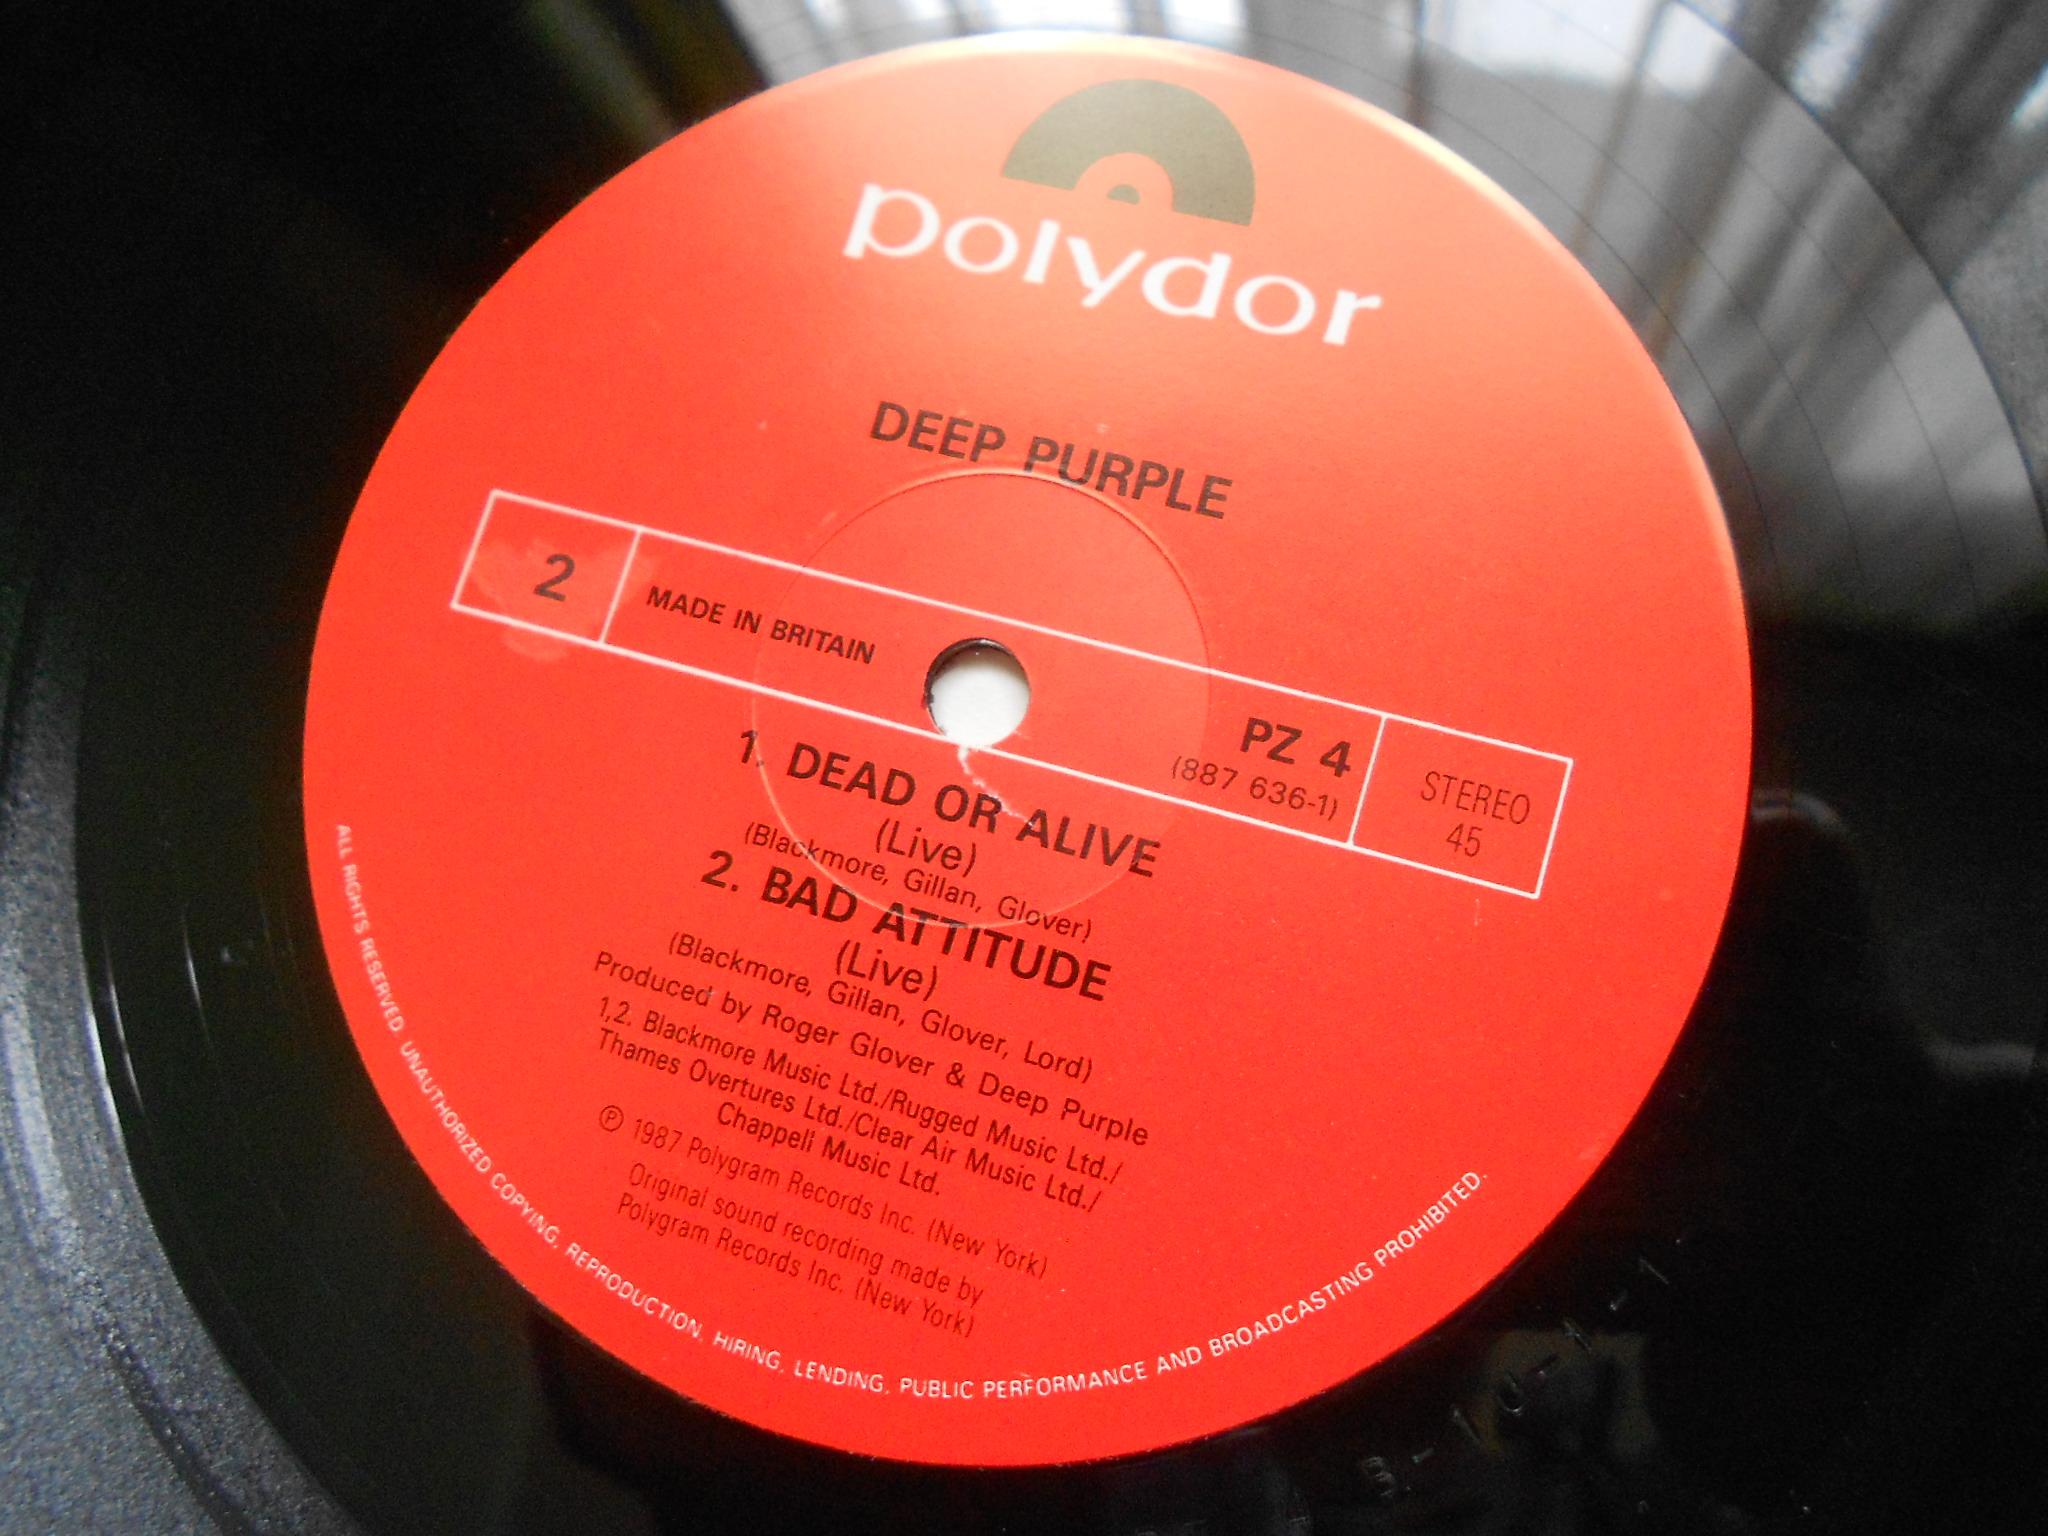 polydor
DEEP PURPLE
2
MADE IN BRITAIN
PZ 4
(887 636-1)
STEREO
45
1. DEAD OR ALIVE
(Live)
(Blackmore, Gillan, Glover)
2. BAD ATTITUDE
(Live)
(Blackmore, Gillan, Glover, Lord)
Produced by Roger Glover & Deep Purple
1,2. Blackmore Music Ltd./Rugged Music Ltd./
Thames Overtures Ltd./Clear Air Music Ltd./
Chappell Music Ltd.
℗ 1987 Polygram Records Inc. (New York)
Original sound recording made by
Polygram Records Inc. (New York)
ALL RIGHTS RESERVED. UNAUTHORIZED COPYING, REPRODUCTION, HIRING, LENDING, PUBLIC PERFORMANCE AND BROADCASTING PROHIBITED.